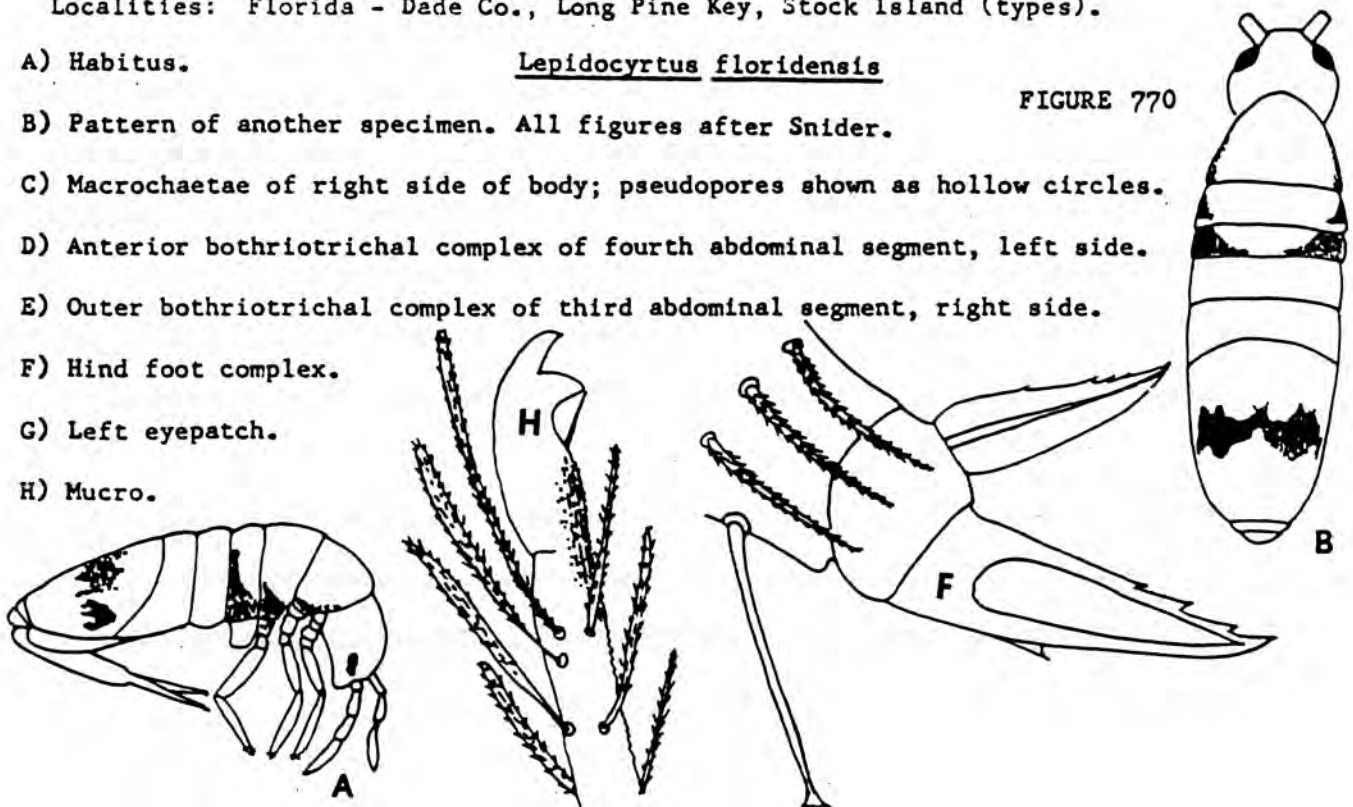 Localities: Florida - Dade Co., Long Pine Key, Stock Island (types).
A) Habitus.
Lepidocyrtus floridensis
FIGURE 770
B) Pattern of another specimen. All figures after Snider.
C) Macrochaetae of right side of body; pseudopores shown as hollow circles.
D) Anterior bothriotrichal complex of fourth abdominal segment, left side.
E) Outer bothriotrichal complex of third abdominal segment, right side.
F) Hind foot complex.
G) Left eyepatch.
H) Mucro.
H
F
B
A